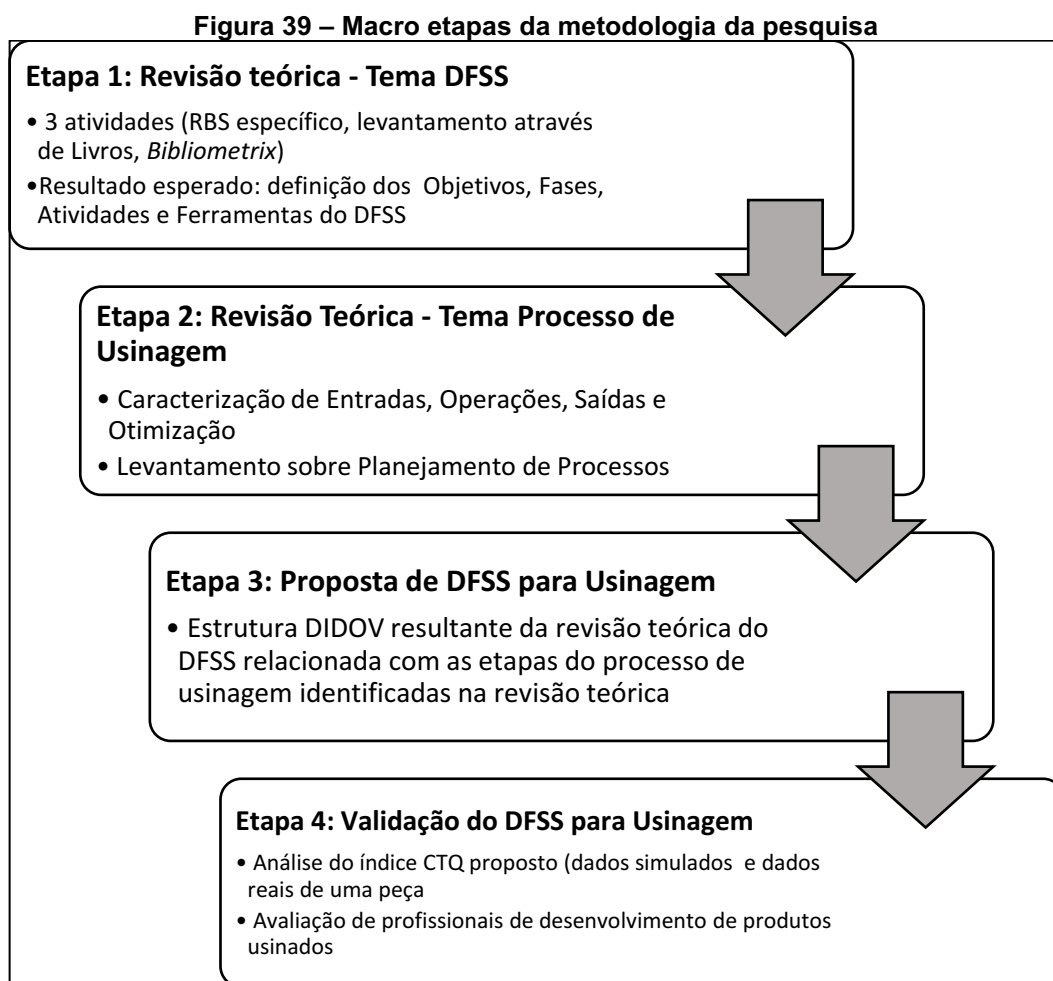 Figura 39 – Macro etapas da metodologia da pesquisa
Etapa 1: Revisão teórica - Tema DFSS
• 3 atividades (RBS específico, levantamento através
de Livros, Bibliometrix)
•Resultado esperado: definição dos Objetivos, Fases,
Atividades e Ferramentas do DFSS
Etapa 2: Revisão Teórica - Tema Processo de
Usinagem
• Caracterização de Entradas, Operações, Saídas e
Otimização
• Levantamento sobre Planejamento de Processos
Etapa 3: Proposta de DFSS para Usinagem
• Estrutura DIDOV resultante da revisão teórica do
DFSS relacionada com as etapas do processo de
usinagem identificadas na revisão teórica
Etapa 4: Validação do DFSS para Usinagem
• Análise do índice CTQ proposto (dados simulados e dados
reais de uma peça
• Avaliação de profissionais de desenvolvimento de produtos
usinados